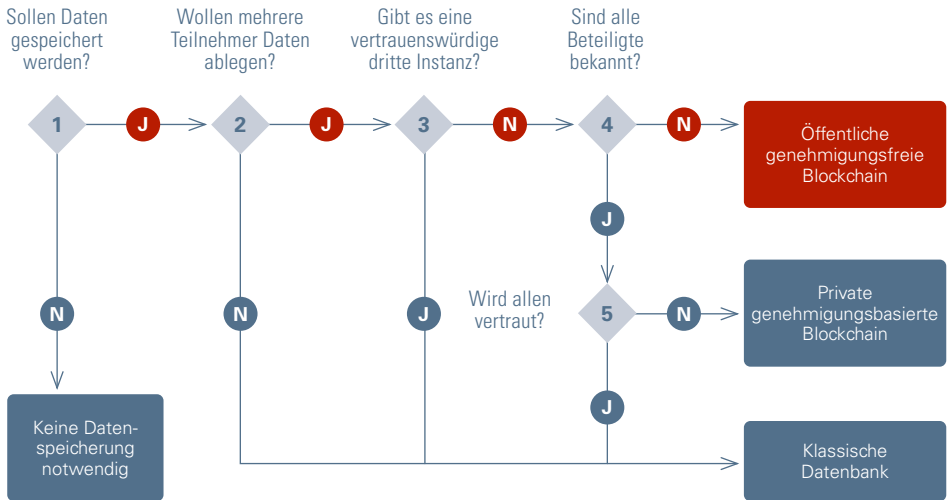 Sollen Daten
gespeichert
werden?
Wollen mehrere
Teilnehmer Daten
ablegen?
Gibt es eine
vertrauenswürdige
dritte Instanz?
Sind alle
Beteiligte
bekannt?
1
J
2
J
3
N
4
N
Öffentliche
genehmigungsfreie
Blockchain
J
N
N
J
Wird allen
vertraut?
5
N
Private
genehmigungsbasierte
Blockchain
J
Keine Daten-
speicherung
notwendig
Klassische
Datenbank